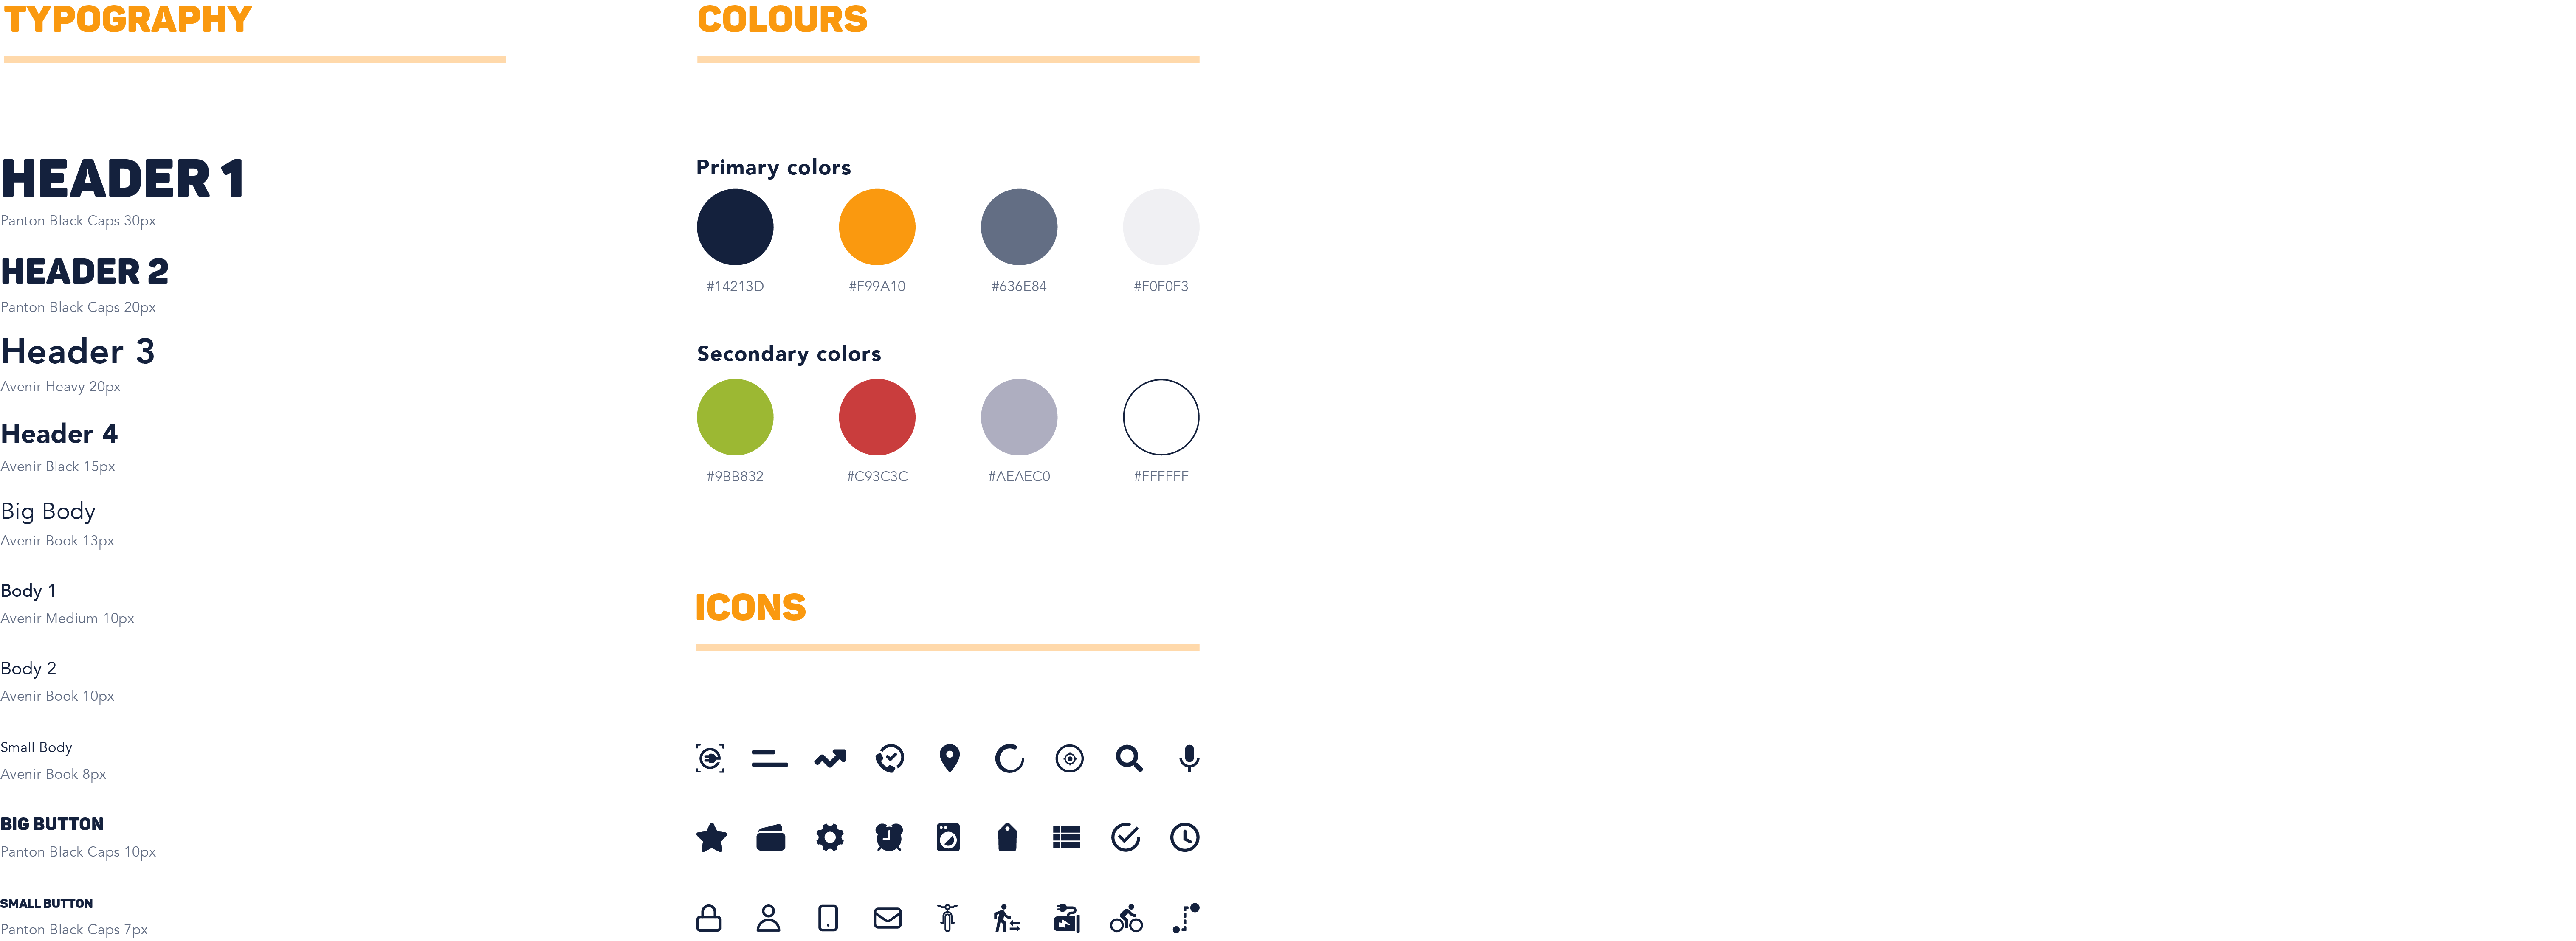 TYPOGRAPHY
HEADER 1
Panton Black Caps 30px
HEADER 2
Panton Black Caps 20px
Header 3
Avenir Heavy 20px
Header 4
Avenir Black 15px
Big Body
Avenir Book 13px
Body 1
Avenir Medium 10px
Body 2
Avenir Book 10px
Small Body
Avenir Book 8px
BIG BUTTON
Panton Black Caps 10px
SMALL BUTTON
Panton Black Caps 7px
COLOURS
Primary colors
#14213D #F99A10 #636E84 #F0F0F3
Secondary colors
#9BB832 #C93C3C #AEAEC0 #FFFFFF
ICONS